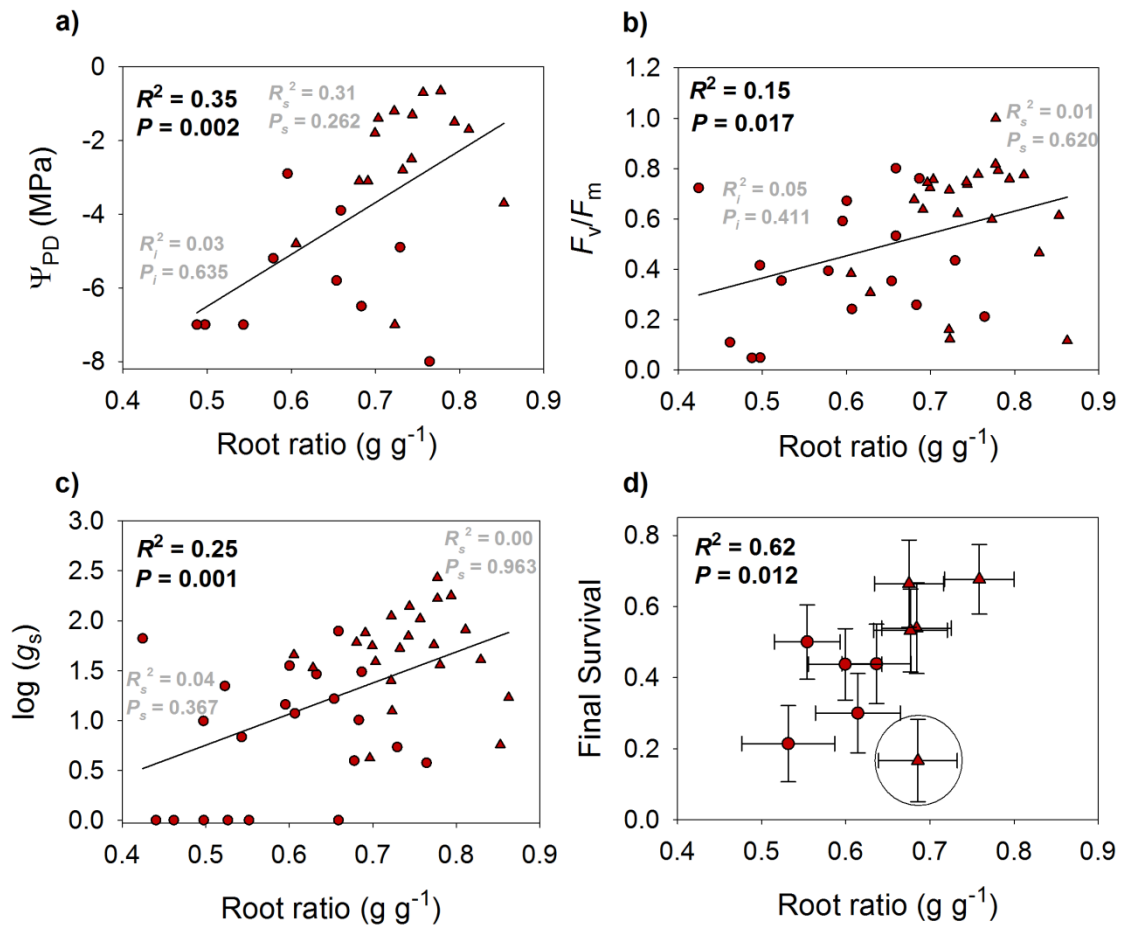 a)
R² = 0.35
P = 0.002
Rs² = 0.31
Ps = 0.262
Ri² = 0.03
Pi = 0.635
0
-2
-4
-6
-8
ΨPD (MPa)
0.4 0.5 0.6 0.7 0.8 0.9
Root ratio (g g⁻¹)
b)
R² = 0.15
P = 0.017
Rs² = 0.01
Ps = 0.620
Ri² = 0.05
Pi = 0.411
1.2
1.0
0.8
0.6
0.4
0.2
0.0
Fv/Fm
0.4 0.5 0.6 0.7 0.8 0.9
Root ratio (g g⁻¹)
c)
R² = 0.25
P = 0.001
Rs² = 0.00
Ps = 0.963
Rs² = 0.04
Ps = 0.367
3.0
2.5
2.0
1.5
1.0
0.5
0.0
log (gs)
0.4 0.5 0.6 0.7 0.8 0.9
Root ratio (g g⁻¹)
d)
R² = 0.62
P = 0.012
0.8
0.6
0.4
0.2
0.0
Final Survival
0.4 0.5 0.6 0.7 0.8 0.9
Root ratio (g g⁻¹)